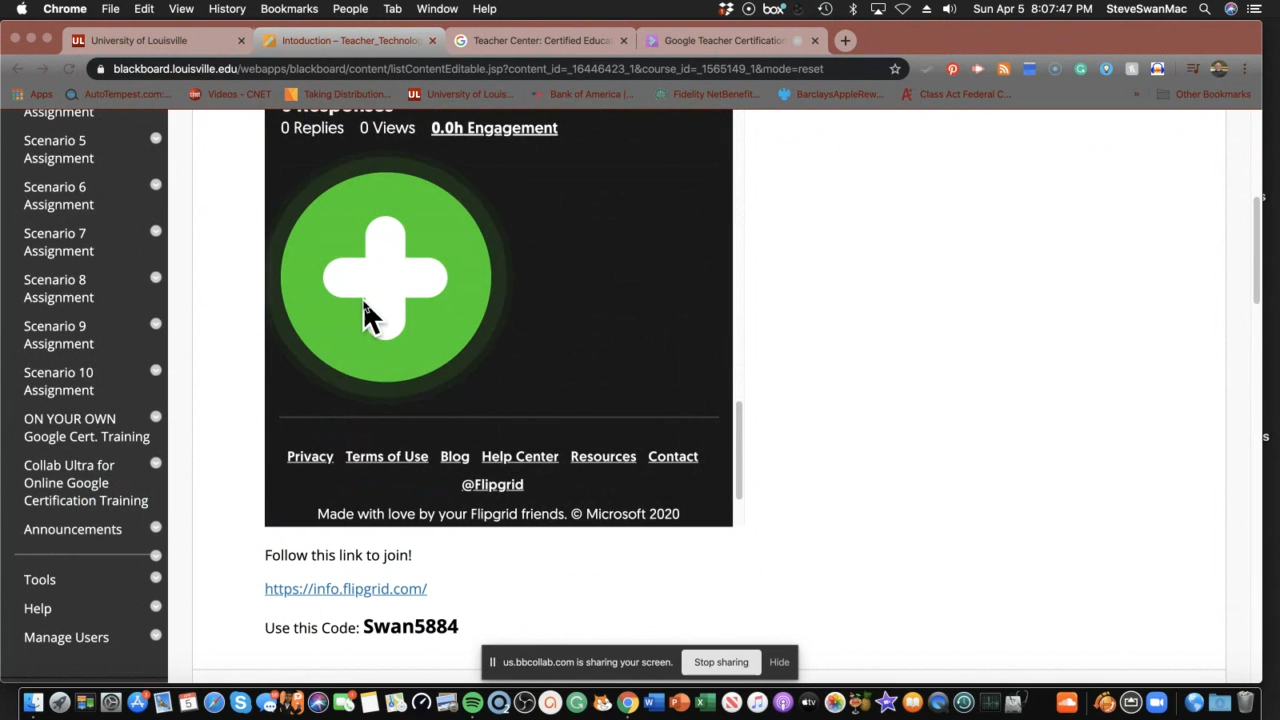 Chrome File Edit View History Bookmarks People Tab Window Help box Sun Apr 5 8:07:47 PM SteveSwanMac
University of Louisville Intoduction – Teacher_Technolog Teacher Center: Certified Educa Google Teacher Certification
blackboard.louisville.edu/webapps/blackboard/content/listContentEditable.jsp?content_id=_16446423_1&course_id=_1565149_1&mode=reset
Apps AutoTempest.com:... Videos - CNET Taking Distribution... University of Louis... Bank of America |... Fidelity NetBenefit... BarclaysAppleRew... Class Act Federal C... » Other Bookmarks
Assignment
Scenario 5
Assignment
Scenario 6
Assignment
Scenario 7
Assignment
Scenario 8
Assignment
Scenario 9
Assignment
Scenario 10
Assignment
ON YOUR OWN
Google Cert. Training
Collab Ultra for
Online Google
Certification Training
Announcements
Tools
Help
Manage Users
Responses
0 Replies 0 Views 0.0h Engagement
Privacy Terms of Use Blog Help Center Resources Contact
@Flipgrid
Made with love by your Flipgrid friends. © Microsoft 2020
Follow this link to join!
https://info.flipgrid.com/
Use this Code: Swan5884
us.bbcollab.com is sharing your screen. Stop sharing Hide